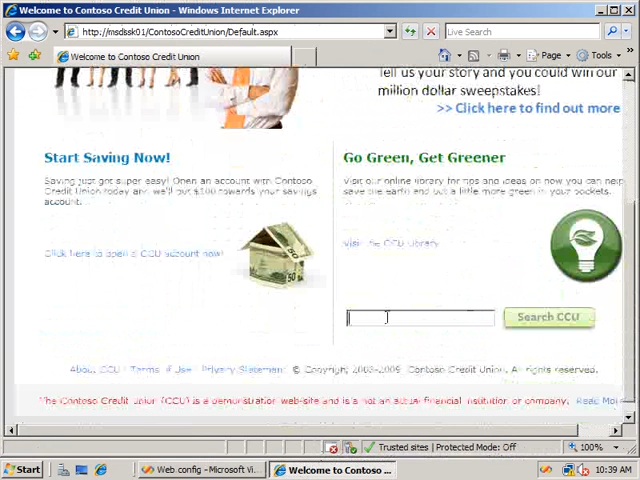 Welcome to Contoso Credit Union - Windows Internet Explorer
http://msdssk01/ContosoCreditUnion/Default.aspx
Live Search
Welcome to Contoso Credit Union
Page
Tools
Tell us your story and you could win our
million dollar sweepstakes!
>> Click here to find out more
Start Saving Now!
Saving just got super easy! Open an account with Contoso
Credit Union today and we'll put $100 towards your savings
account.
Click here to open a CCU account now!
50
50
Go Green, Get Greener
Visit our online library for tips and ideas on how you can help
save the earth and put a little more green in your pockets.
Visit the CCU Library
Search CCU
About CCU | Terms of Use | Privacy Statement © Copyright 2003-2009 Contoso Credit Union. All rights reserved.
The Contoso Credit Union (CCU) is a demonstration web-site and is not an actual financial institution or company. Read More
Trusted sites | Protected Mode: Off
100%
Start
Web config - Microsoft Vi...
Welcome to Contoso ...
10:39 AM